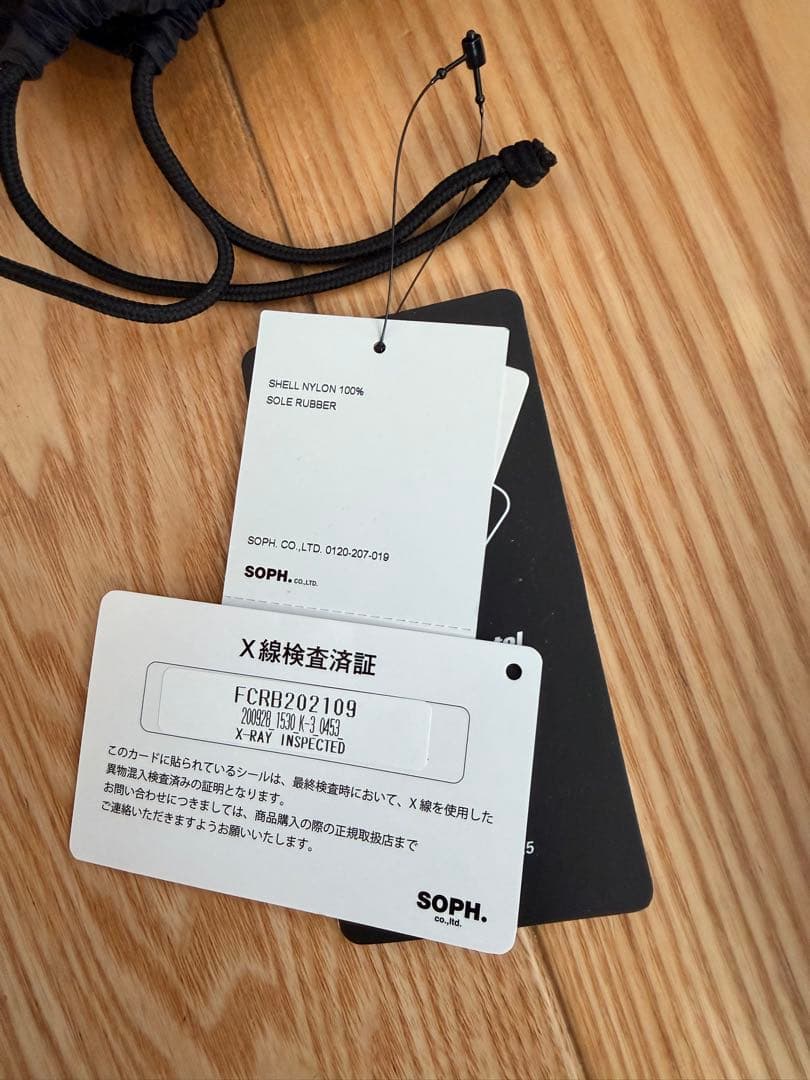 SHELL NYLON 100%
SOLE RUBBER
SOPH. CO.,LTD. 0120-207-019
SOPH. CO.,LTD.
X線検査済証
FCRB202109
200928_1530_K-3_0453_
X-RAY INSPECTED
このカードに貼られているシールは、最終検査時において、X線を使用した
異物混入検査済みの証明となります。
お問い合わせにつきましては、商品購入の際の正規取扱店まで
ご連絡いただきますようお願いいたします。
SOPH.
co.,ltd.
5